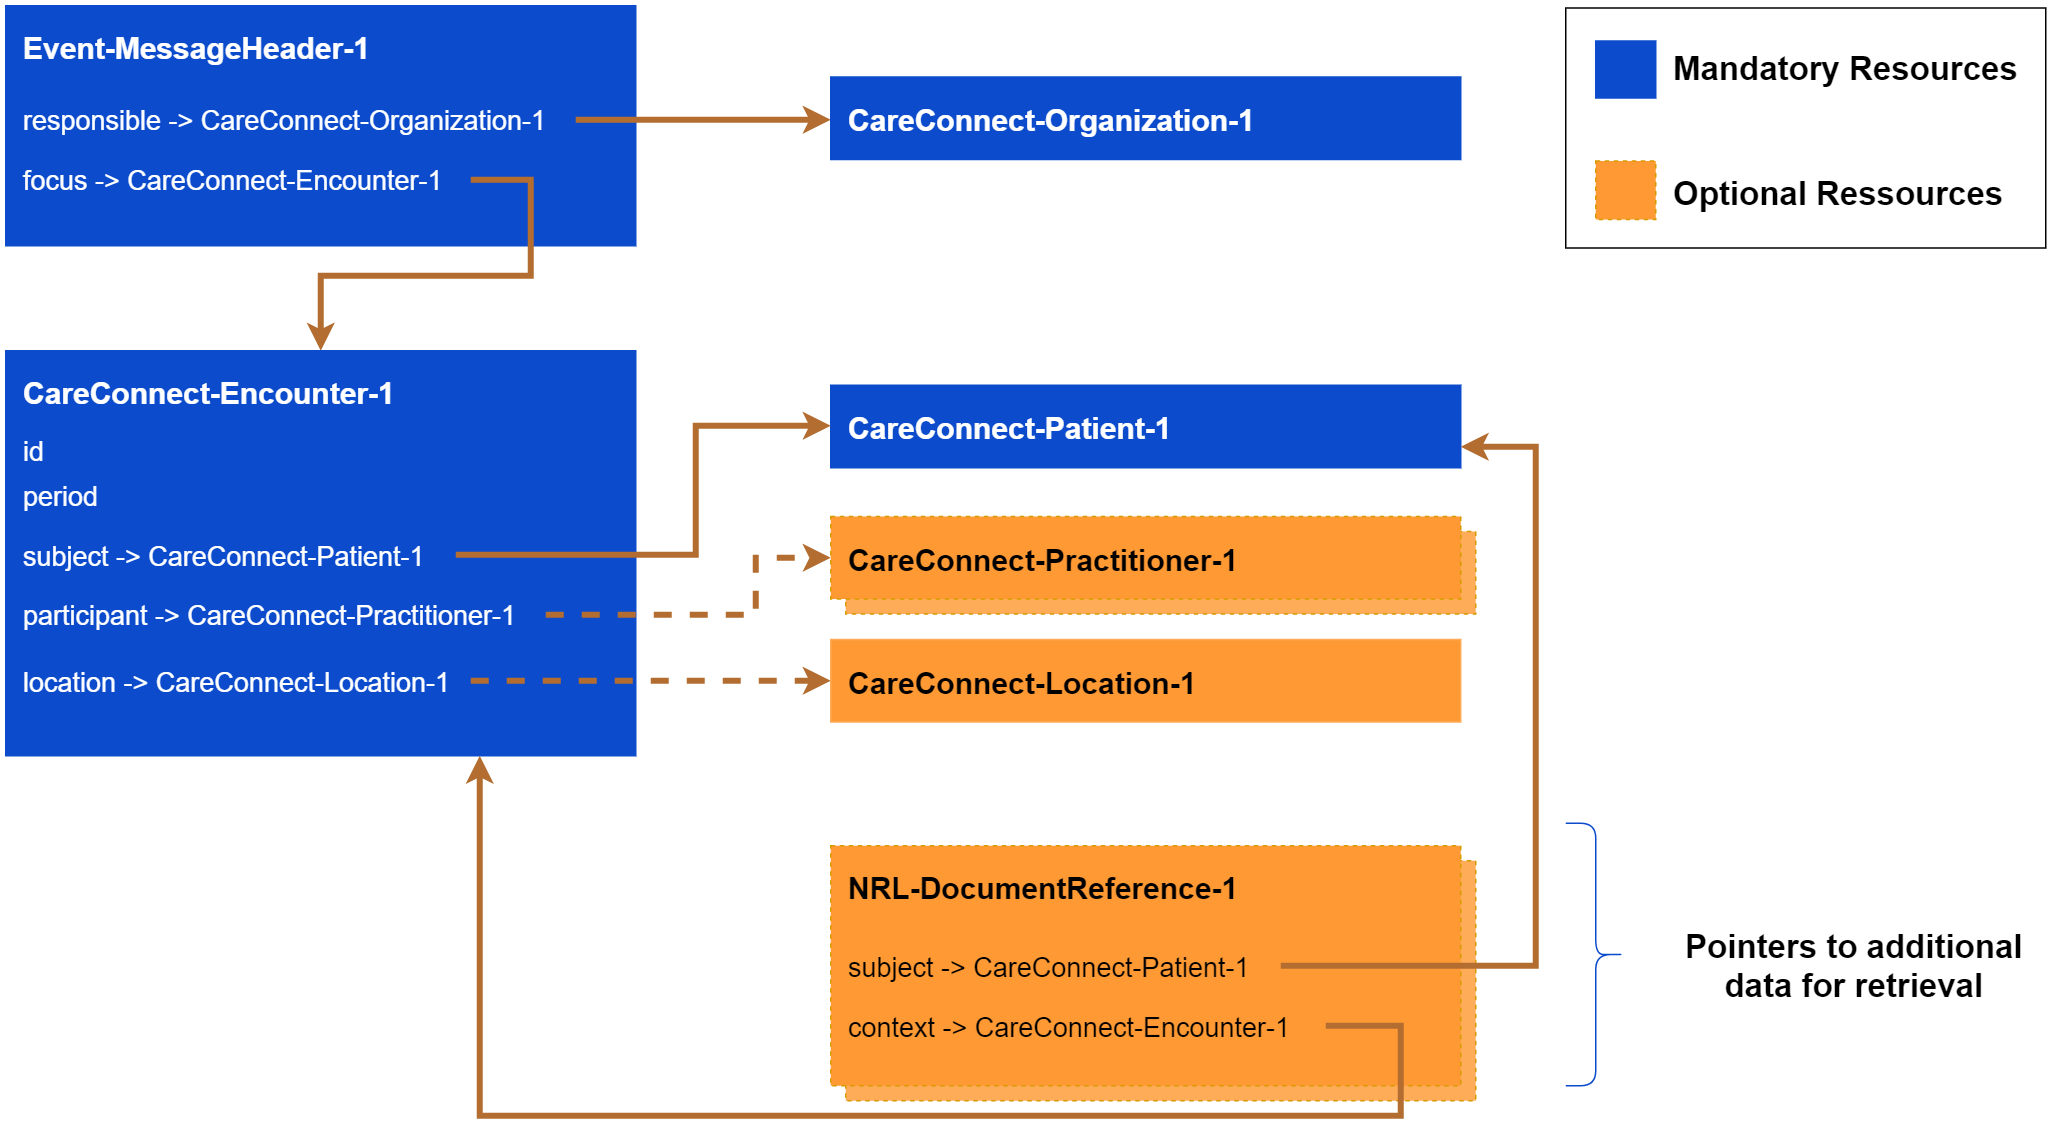 Event-MessageHeader-1
responsible -> CareConnect-Organization-1
focus -> CareConnect-Encounter-1
CareConnect-Organization-1
Mandatory Resources
Optional Ressources
CareConnect-Encounter-1
id
period
subject -> CareConnect-Patient-1
participant -> CareConnect-Practitioner-1
location -> CareConnect-Location-1
CareConnect-Patient-1
CareConnect-Practitioner-1
CareConnect-Location-1
NRL-DocumentReference-1
subject -> CareConnect-Patient-1
context -> CareConnect-Encounter-1
Pointers to additional
data for retrieval